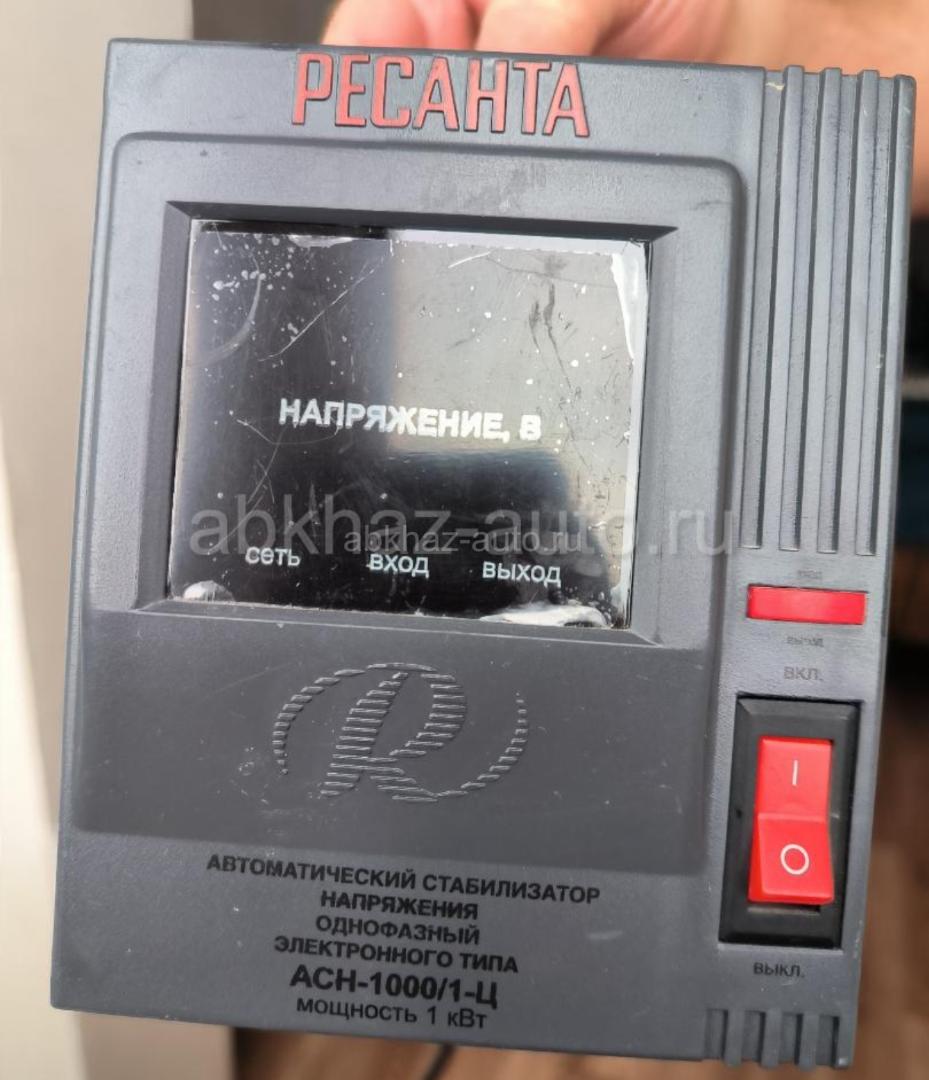 РЕСАНТА
НАПРЯЖЕНИЕ, В
abkhaz-auto.ru
abkhaz-auto.ru
сеть вход выход
ВЫХОД
ВКЛ.
I
O
ВЫКЛ.
АВТОМАТИЧЕСКИЙ СТАБИЛИЗАТОР
НАПРЯЖЕНИЯ
ОДНОФАЗНЫЙ
ЭЛЕКТРОННОГО ТИПА
АСН-1000/1-Ц
мощность 1 кВт